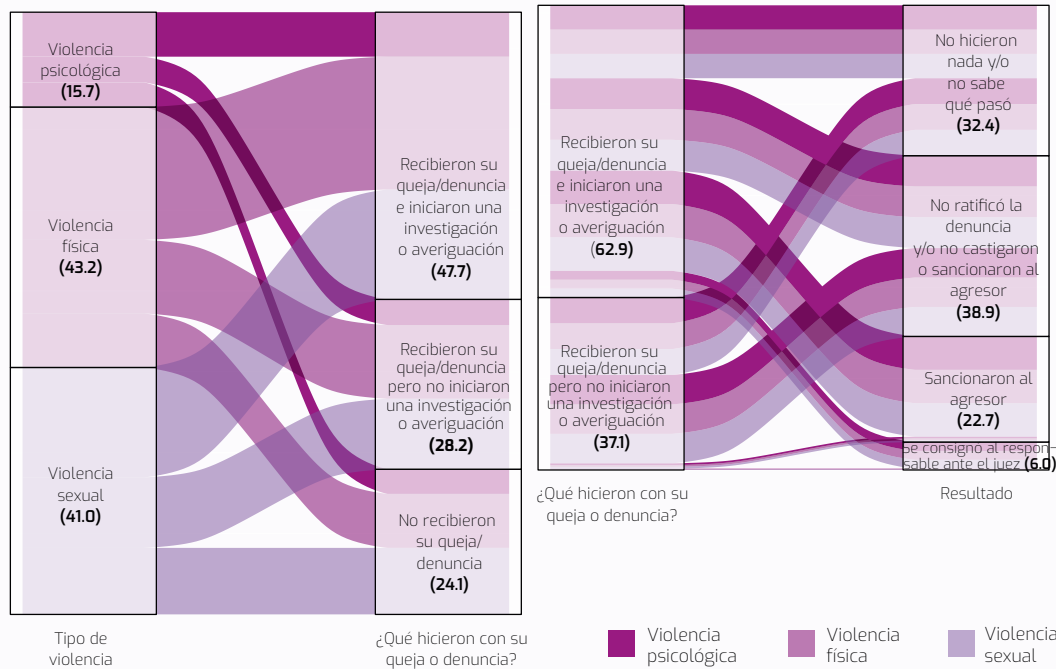 Violencia
psicológica
(15.7)
Violencia
física
(43.2)
Violencia
sexual
(41.0)
Tipo de
violencia
Recibieron su
queja/denuncia
e iniciaron una
investigación
o averiguación
(47.7)
Recibieron su
queja/denuncia
pero no iniciaron
una investigación
o averiguación
(28.2)
No recibieron
su queja/
denuncia
(24.1)
¿Qué hicieron con su
queja o denuncia?
Recibieron su
queja/denuncia
e iniciaron una
investigación
o averiguación
(62.9)
Recibieron su
queja/denuncia
pero no iniciaron
una investigación
o averiguación
(37.1)
¿Qué hicieron con su
queja o denuncia?
No hicieron
nada y/o
no sabe
qué pasó
(32.4)
No ratificó la
denuncia
y/o no castigaron
o sancionaron al
agresor
(38.9)
Sancionaron al
agresor
(22.7)
Se consignó al respon-
sable ante el juez (6.0)
Resultado
Violencia
psicológica
Violencia
física
Violencia
sexual